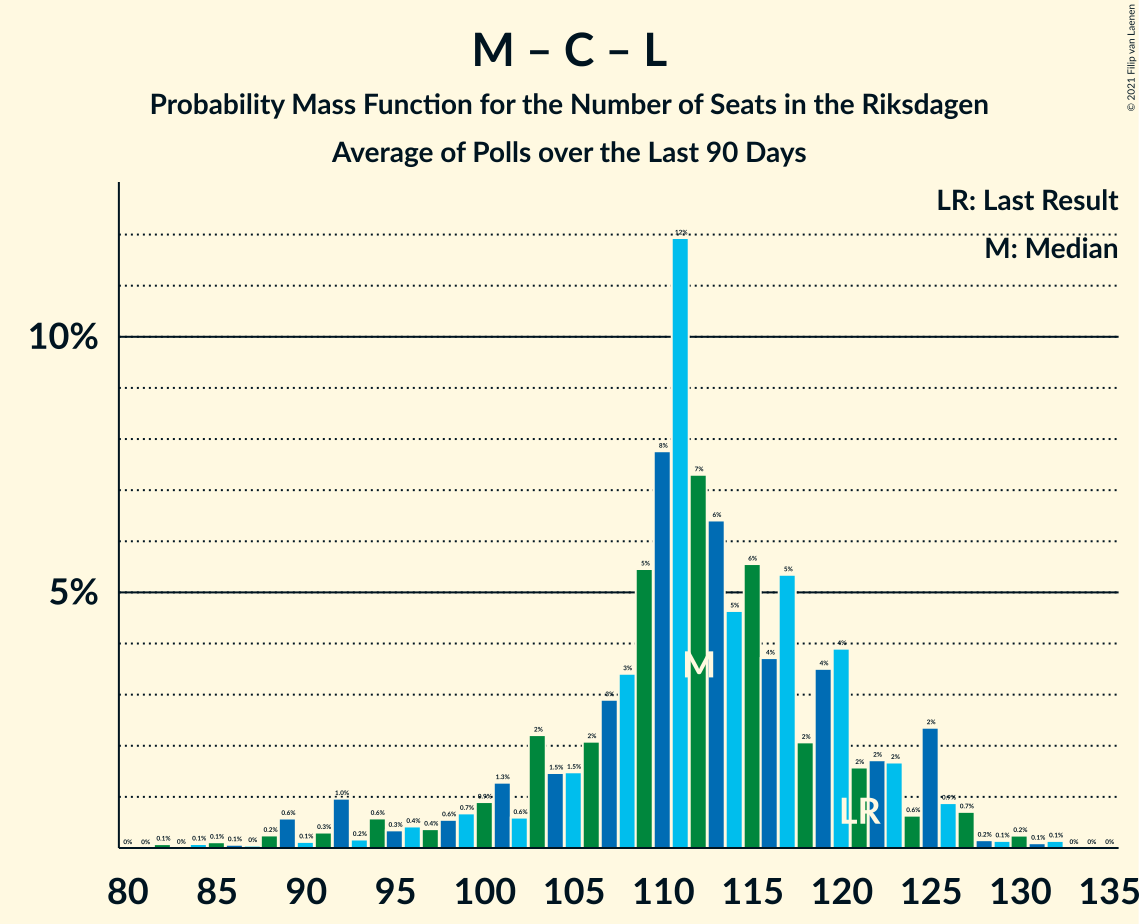 M – C – L
Probability Mass Function for the Number of Seats in the Riksdagen
Average of Polls over the Last 90 Days
© 2021 Filip van Laenen
LR: Last Result
M: Median
10%
5%
0% 0% 0.1% 0% 0.1% 0.1% 0.1% 0% 0.2% 0.6% 0.1% 0.3% 1.0% 0.2% 0.6% 0.3% 0.4% 0.4% 0.6% 0.7% 0.9% 1.3% 0.6% 2% 1.5% 1.5% 2% 3% 3% 5% 8% 12% 7% 6% 5% 6% 4% 5% 2% 4% 4% 2% 2% 2% 0.6% 2% 0.9% 0.7% 0.2% 0.1% 0.2% 0.1% 0.1% 0% 0% 0%
M
LR
80 85 90 95 100 105 110 115 120 125 130 135